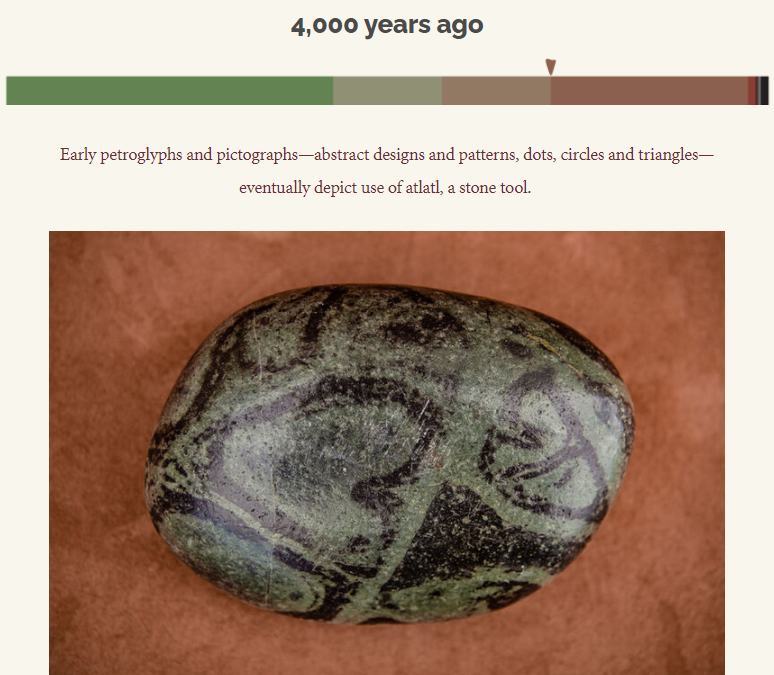 4,000 years ago
Early petroglyphs and pictographs—abstract designs and patterns, dots, circles and triangles—
eventually depict use of atlatl, a stone tool.